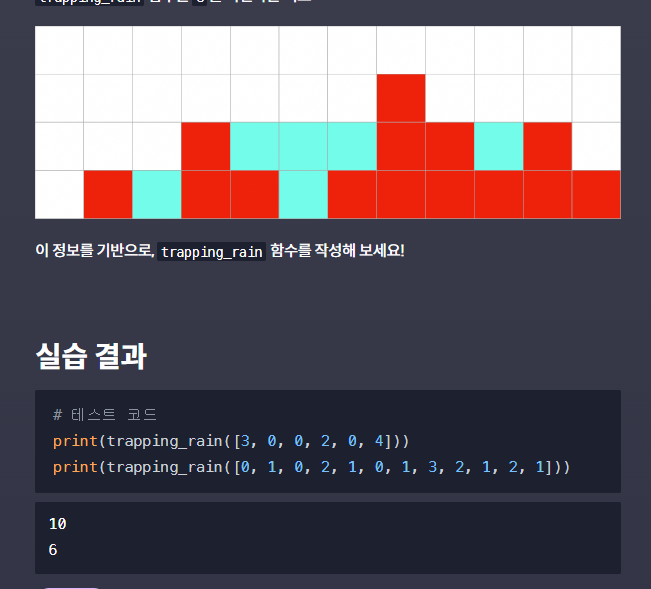 trapping_rain
이 정보를 기반으로, trapping_rain 함수를 작성해 보세요!
실습 결과
# 테스트 코드
print(trapping_rain([3, 0, 0, 2, 0, 4]))
print(trapping_rain([0, 1, 0, 2, 1, 0, 1, 3, 2, 1, 2, 1]))
10
6